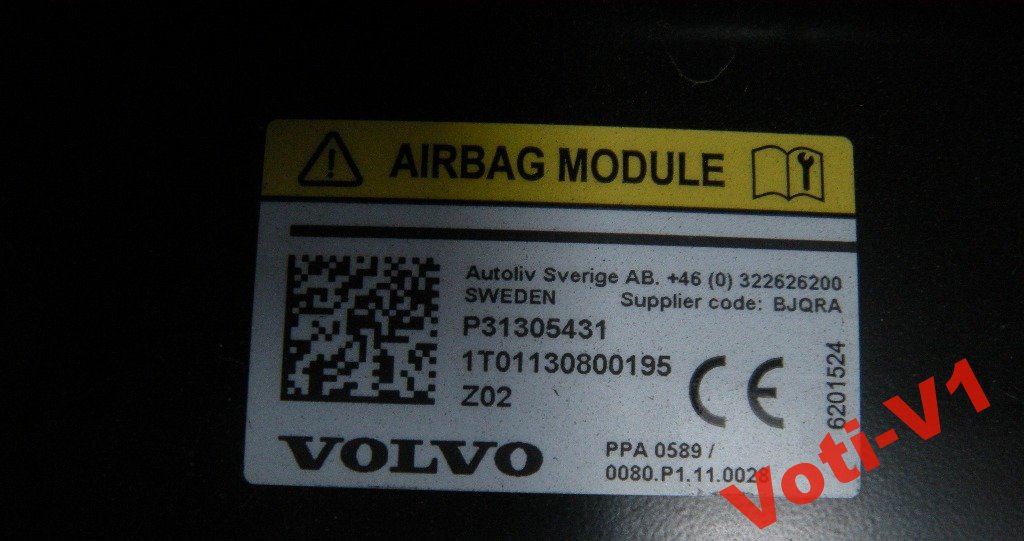 AIRBAG MODULE
Autoliv Sverige AB. +46 (0) 322626200
SWEDEN Supplier code: BJQRA
P31305431
1T01130800195
Z02
6201524
VOLVO
PPA 0589 /
0080.P1.11.0028
Voti-V1